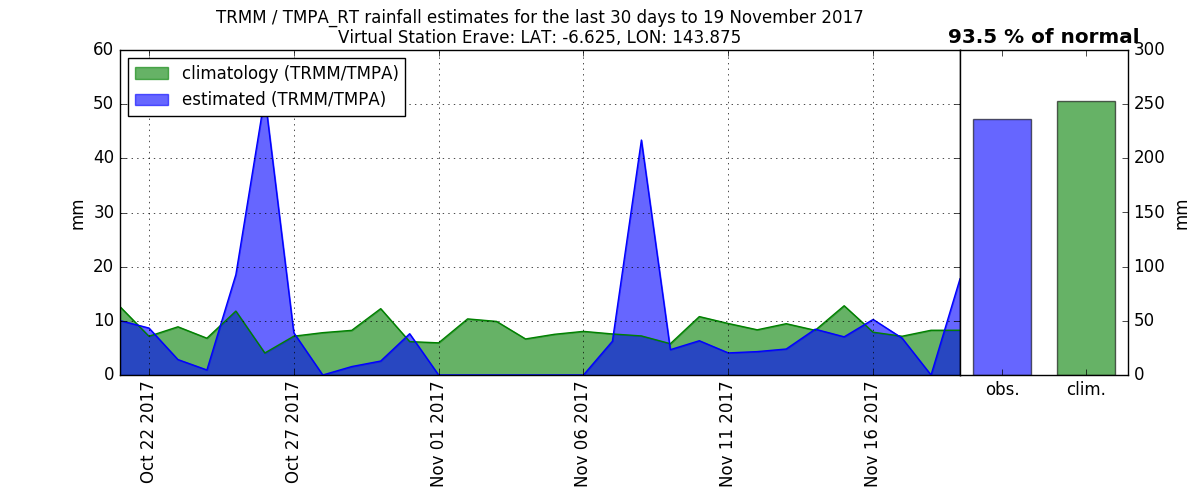 TRMM / TMPA_RT rainfall estimates for the last 30 days to 19 November 2017
Virtual Station Erave: LAT: -6.625, LON: 143.875
93.5 % of normal
climatology (TRMM/TMPA)
estimated (TRMM/TMPA)
60
50
40
30
20
10
0
mm
Oct 22 2017
Oct 27 2017
Nov 01 2017
Nov 06 2017
Nov 11 2017
Nov 16 2017
obs.
clim.
300
250
200
150
100
50
0
mm